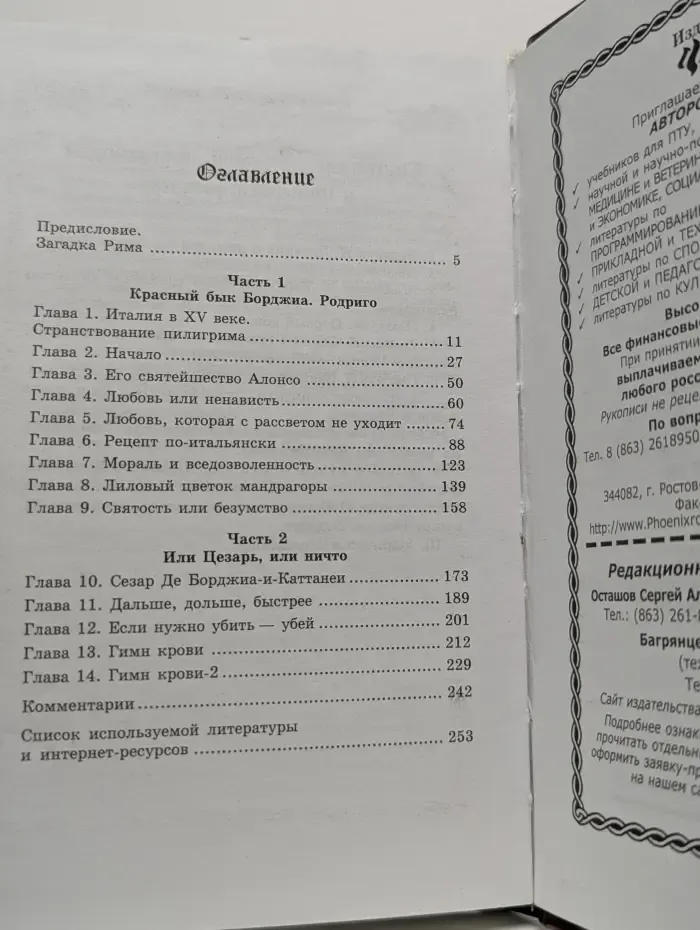 Оглавление
Предисловие.
Загадка Рима 5
Часть 1
Красный бык Борджиа. Родриго
Глава 1. Италия в XV веке.
Странствование пилигрима 11
Глава 2. Начало 27
Глава 3. Его святейшество Алонсо 50
Глава 4. Любовь или ненависть 60
Глава 5. Любовь, которая с рассветом не уходит 74
Глава 6. Рецепт по-итальянски 88
Глава 7. Мораль и вседозволенность 123
Глава 8. Лиловый цветок мандрагоры 139
Глава 9. Святость или безумство 158
Часть 2
Или Цезарь, или ничто
Глава 10. Сезар Де Борджиа-и-Каттанеи 173
Глава 11. Дальше, дольше, быстрее 189
Глава 12. Если нужно убить — убей 201
Глава 13. Гимн крови 212
Глава 14. Гимн крови-2 229
Комментарии 242
Список используемой литературы
и интернет-ресурсов 253
Приглашае
АВТОРО
учебников для ПТУ,
научной и научно-по
МЕДИЦИНЕ и ВЕТЕРИН
и ЭКОНОМИКЕ, СОЦИА
литературы по
ПРОГРАММИРОВАНИ
ПРИКЛАДНОЙ и ТЕХ
литературы по СПО
ДЕТСКОЙ и ПЕДАГО
литературы по КУЛ
Высо
Все финансовы
При принятии
выплачиваем
любого росс
Рукописи не реце
По вопр
Тел. 8 (863) 2618950
344082, г. Ростов
Фак
http://www.Phoenixro
Редакционн
Осташов Сергей Ал
Тел.: (863) 261-
Багрянце
(те
Те
Сайт издательства
Подробнее ознак
прочитать отдельн
оформить заявку-пр
на нашем са